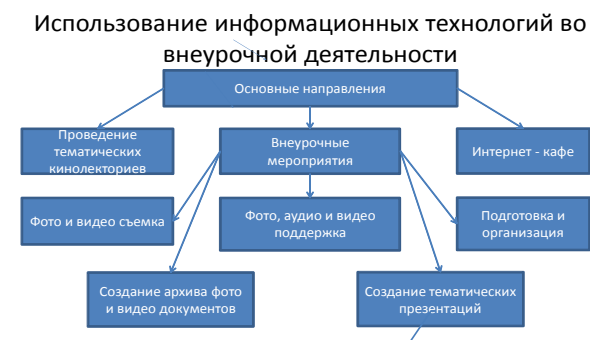 Использование информационных технологий во
внеурочной деятельности
Основные направления
Проведение
тематических
кинолекториев
Внеурочные
мероприятия
Интернет - кафе
Фото и видео съемка
Фото, аудио и видео
поддержка
Подготовка и
организация
Создание архива фото
и видео документов
Создание тематических
презентаций